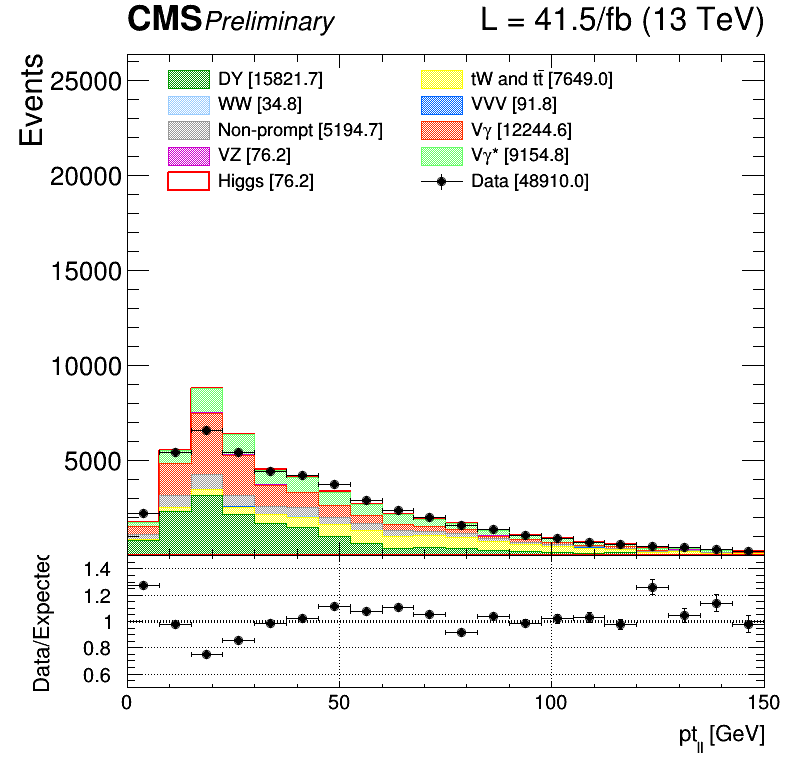 CMS Preliminary L = 41.5/fb (13 TeV)
Events
25000
20000
15000
10000
5000
DY [15821.7]
WW [34.8]
Non-prompt [5194.7]
VZ [76.2]
Higgs [76.2]
tW and tt̄ [7649.0]
VVV [91.8]
Vγ [12244.6]
Vγ* [9154.8]
Data [48910.0]
Data/Expected
1.4
1.2
1
0.8
0.6
0 50 100 150
pt_ll [GeV]